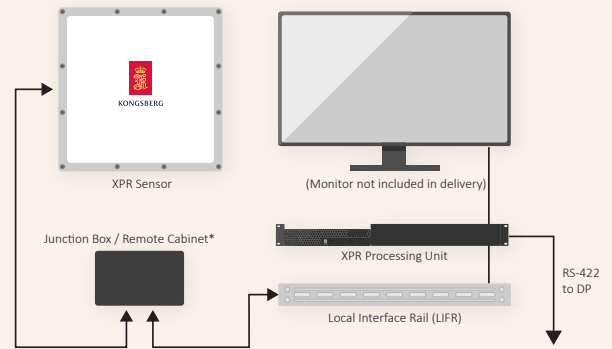 KONGSBERG
XPR Sensor
(Monitor not included in delivery)
Junction Box / Remote Cabinet*
XPR Processing Unit
RS-422
to DP
Local Interface Rail (LIFR)